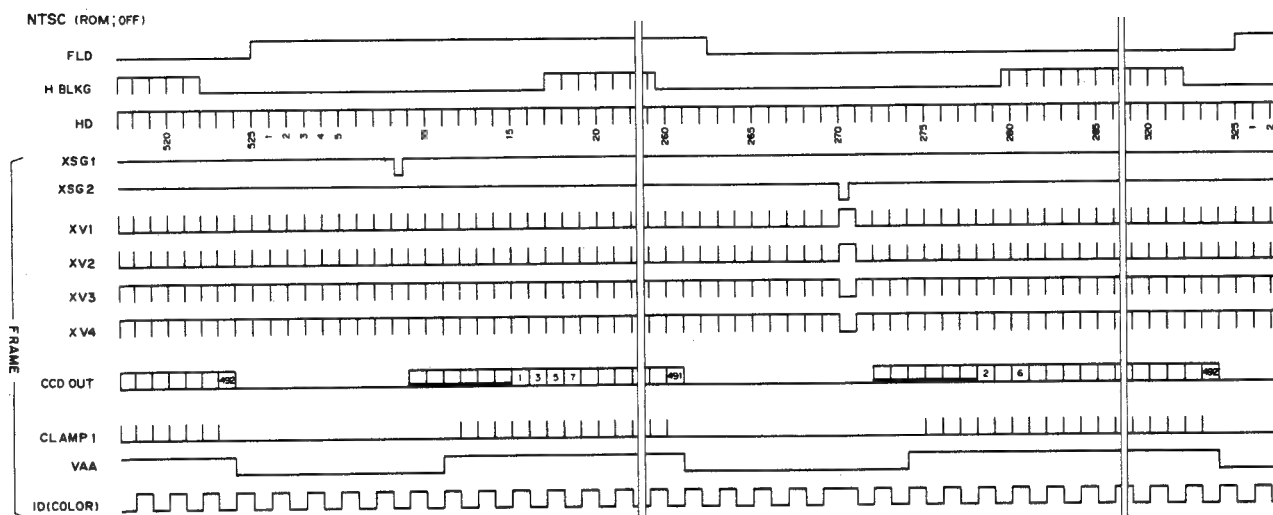 NTSC (ROM; OFF)
FLD
H BLKG
HD
520 525 1 2 3 4 5 10 15 20 260 265 270 275 280 285 520 525 1 2
XSG1
XSG2
XV1
XV2
XV3
XV4
FRAME
CCD OUT
492 1 3 5 7 491 2 6 492
CLAMP 1
VAA
ID(COLOR)